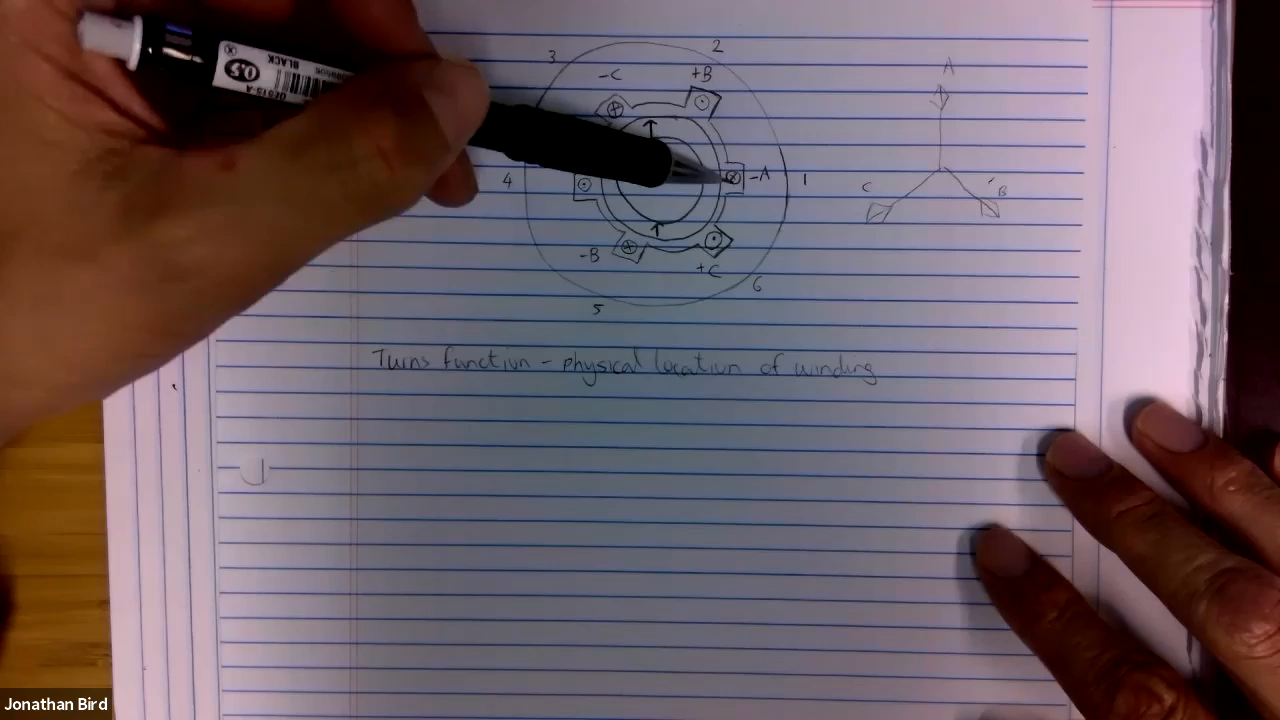 A
3
2
-C
+B
-A
1
4
C
B
-B
+C
6
5
Turns function - physical location of winding
0.5
BLACK
Jonathan Bird